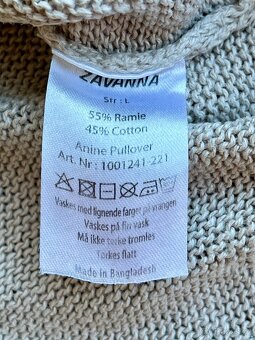 ZAVANNA
Str : L
55% Ramie
45% Cotton
Anine Pullover
Art. Nr : 1001241-221
Vaskes med lignende farger på vrangen
Vaskes på fin vask
Må ikke tørke tromles
Tørkes flatt
Made in Bangladesh